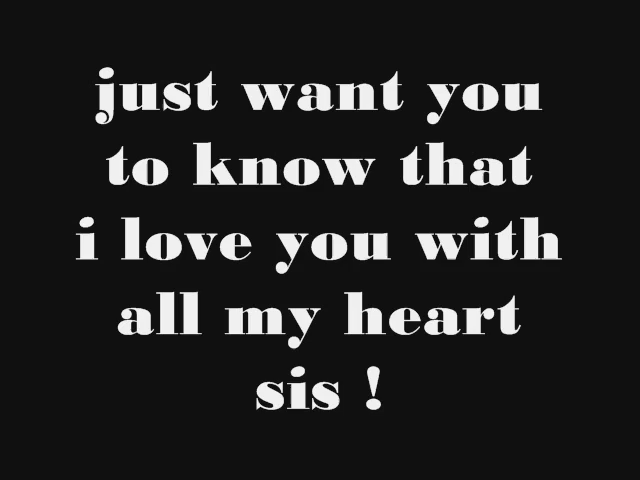 just want you
to know that
i love you with
all my heart
sis !